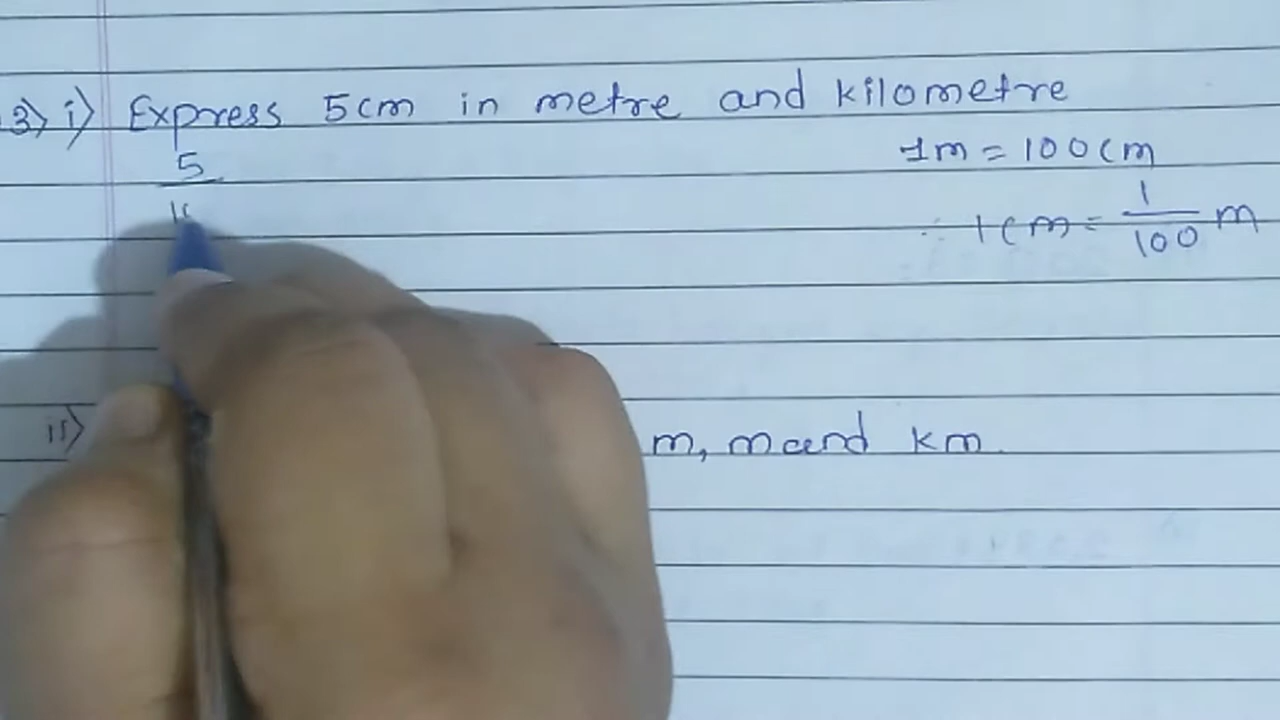 3) i) Express 5cm in metre and kilometre
1m = 100cm
5
∴ 1cm = 1/100 m
ii) m, m and km.